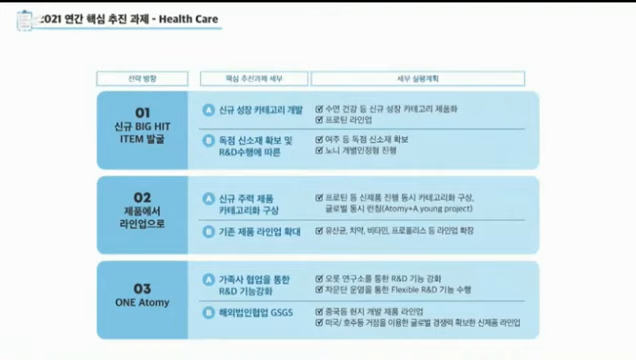 2021 연간 핵심 추진 과제 - Health Care
전략 방향
핵심 추진과제 세부
세부 실행계획
01
신규 BIG HIT
ITEM 발굴
A 신규 성장 카테고리 개발
수면 건강 등 신규 성장 카테고리 제품화
프로틴 라인업
B 독점 신소재 확보 및
R&D수행에 따른
여주 등 독점 신소재 확보
노니 개별인정형 진행
02
제품에서
라인업으로
A 신규 주력 제품
카테고리화 구상
프로틴 등 신제품 진행 동시 카테고리화 구상,
글로벌 동시 런칭(Atomy+A young project)
B 기존 제품 라인업 확대
유산균, 치약, 비타민, 프로폴리스 등 라인업 확장
03
ONE Atomy
A 가족사 협업을 통한
R&D 기능강화
오롯 연구소를 통한 R&D 기능 강화
자문단 운영을 통한 Flexible R&D 기능 수행
B 해외법인협업 GSGS
중국등 현지 개발 제품 라인업
미국/ 호주등 거점을 이용한 글로벌 경쟁력 확보한 신제품 라인업